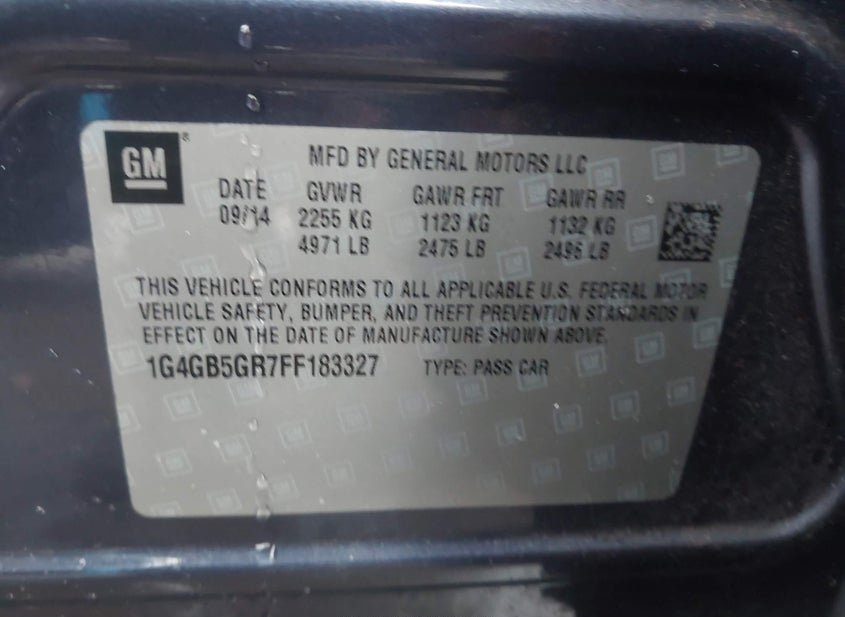 GM
MFD BY GENERAL MOTORS LLC
DATE GVWR GAWR FRT GAWR RR
09/14 2255 KG 1123 KG 1132 KG
4971 LB 2475 LB 2496 LB
THIS VEHICLE CONFORMS TO ALL APPLICABLE U.S. FEDERAL MOTOR
VEHICLE SAFETY, BUMPER, AND THEFT PREVENTION STANDARDS IN
EFFECT ON THE DATE OF MANUFACTURE SHOWN ABOVE.
1G4GB5GR7FF183327 TYPE: PASS CAR